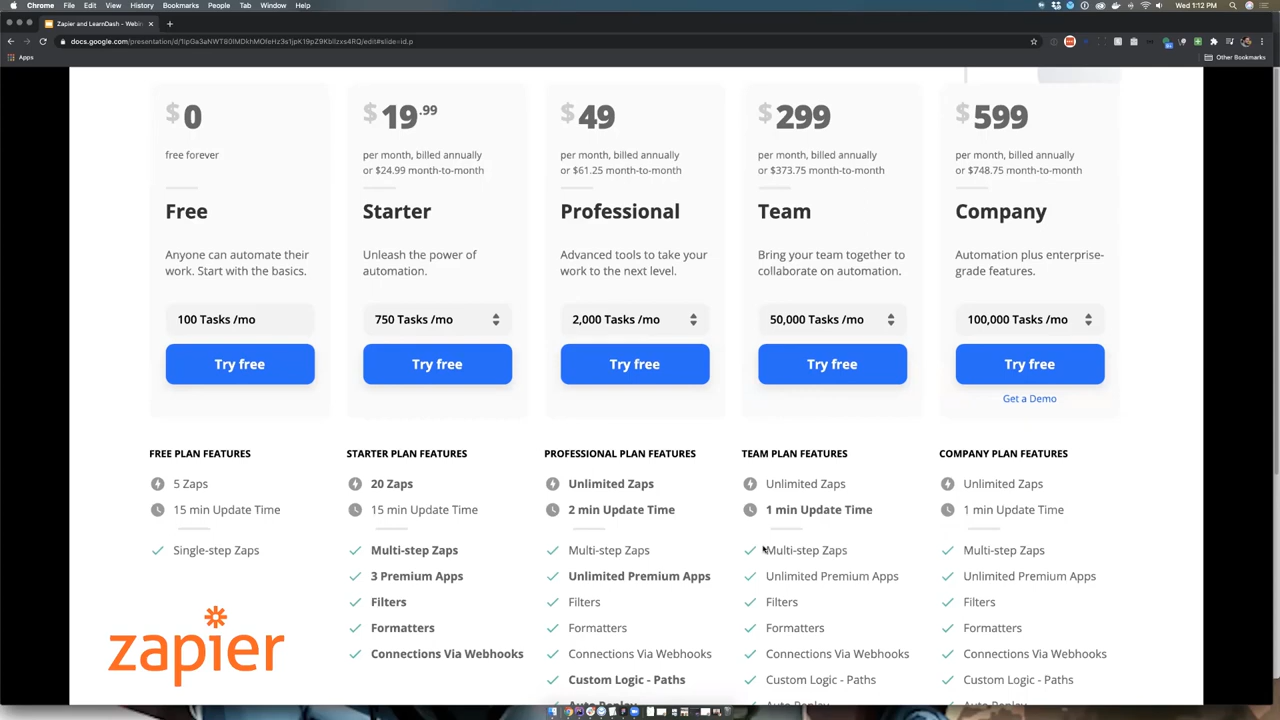 Chrome File Edit View History Bookmarks People Tab Window Help
Wed 1:12 PM
Zapier and LearnDash - Webi
Apps
Other Bookmarks
$0
free forever
Free
Anyone can automate their
work. Start with the basics.
100 Tasks /mo
Try free
$19.99
per month, billed annually
or $24.99 month-to-month
Starter
Unleash the power of
automation.
750 Tasks /mo
Try free
$49
per month, billed annually
or $61.25 month-to-month
Professional
Advanced tools to take your
work to the next level.
2,000 Tasks /mo
Try free
$299
per month, billed annually
or $373.75 month-to-month
Team
Bring your team together to
collaborate on automation.
50,000 Tasks /mo
Try free
$599
per month, billed annually
or $748.75 month-to-month
Company
Automation plus enterprise-
grade features.
100,000 Tasks /mo
Try free
Get a Demo
FREE PLAN FEATURES
5 Zaps
15 min Update Time
Single-step Zaps
STARTER PLAN FEATURES
20 Zaps
15 min Update Time
Multi-step Zaps
3 Premium Apps
Filters
Formatters
Connections Via Webhooks
PROFESSIONAL PLAN FEATURES
Unlimited Zaps
2 min Update Time
Multi-step Zaps
Unlimited Premium Apps
Filters
Formatters
Connections Via Webhooks
Custom Logic - Paths
TEAM PLAN FEATURES
Unlimited Zaps
1 min Update Time
Multi-step Zaps
Unlimited Premium Apps
Filters
Formatters
Connections Via Webhooks
Custom Logic - Paths
COMPANY PLAN FEATURES
Unlimited Zaps
1 min Update Time
Multi-step Zaps
Unlimited Premium Apps
Filters
Formatters
Connections Via Webhooks
Custom Logic - Paths
zapier